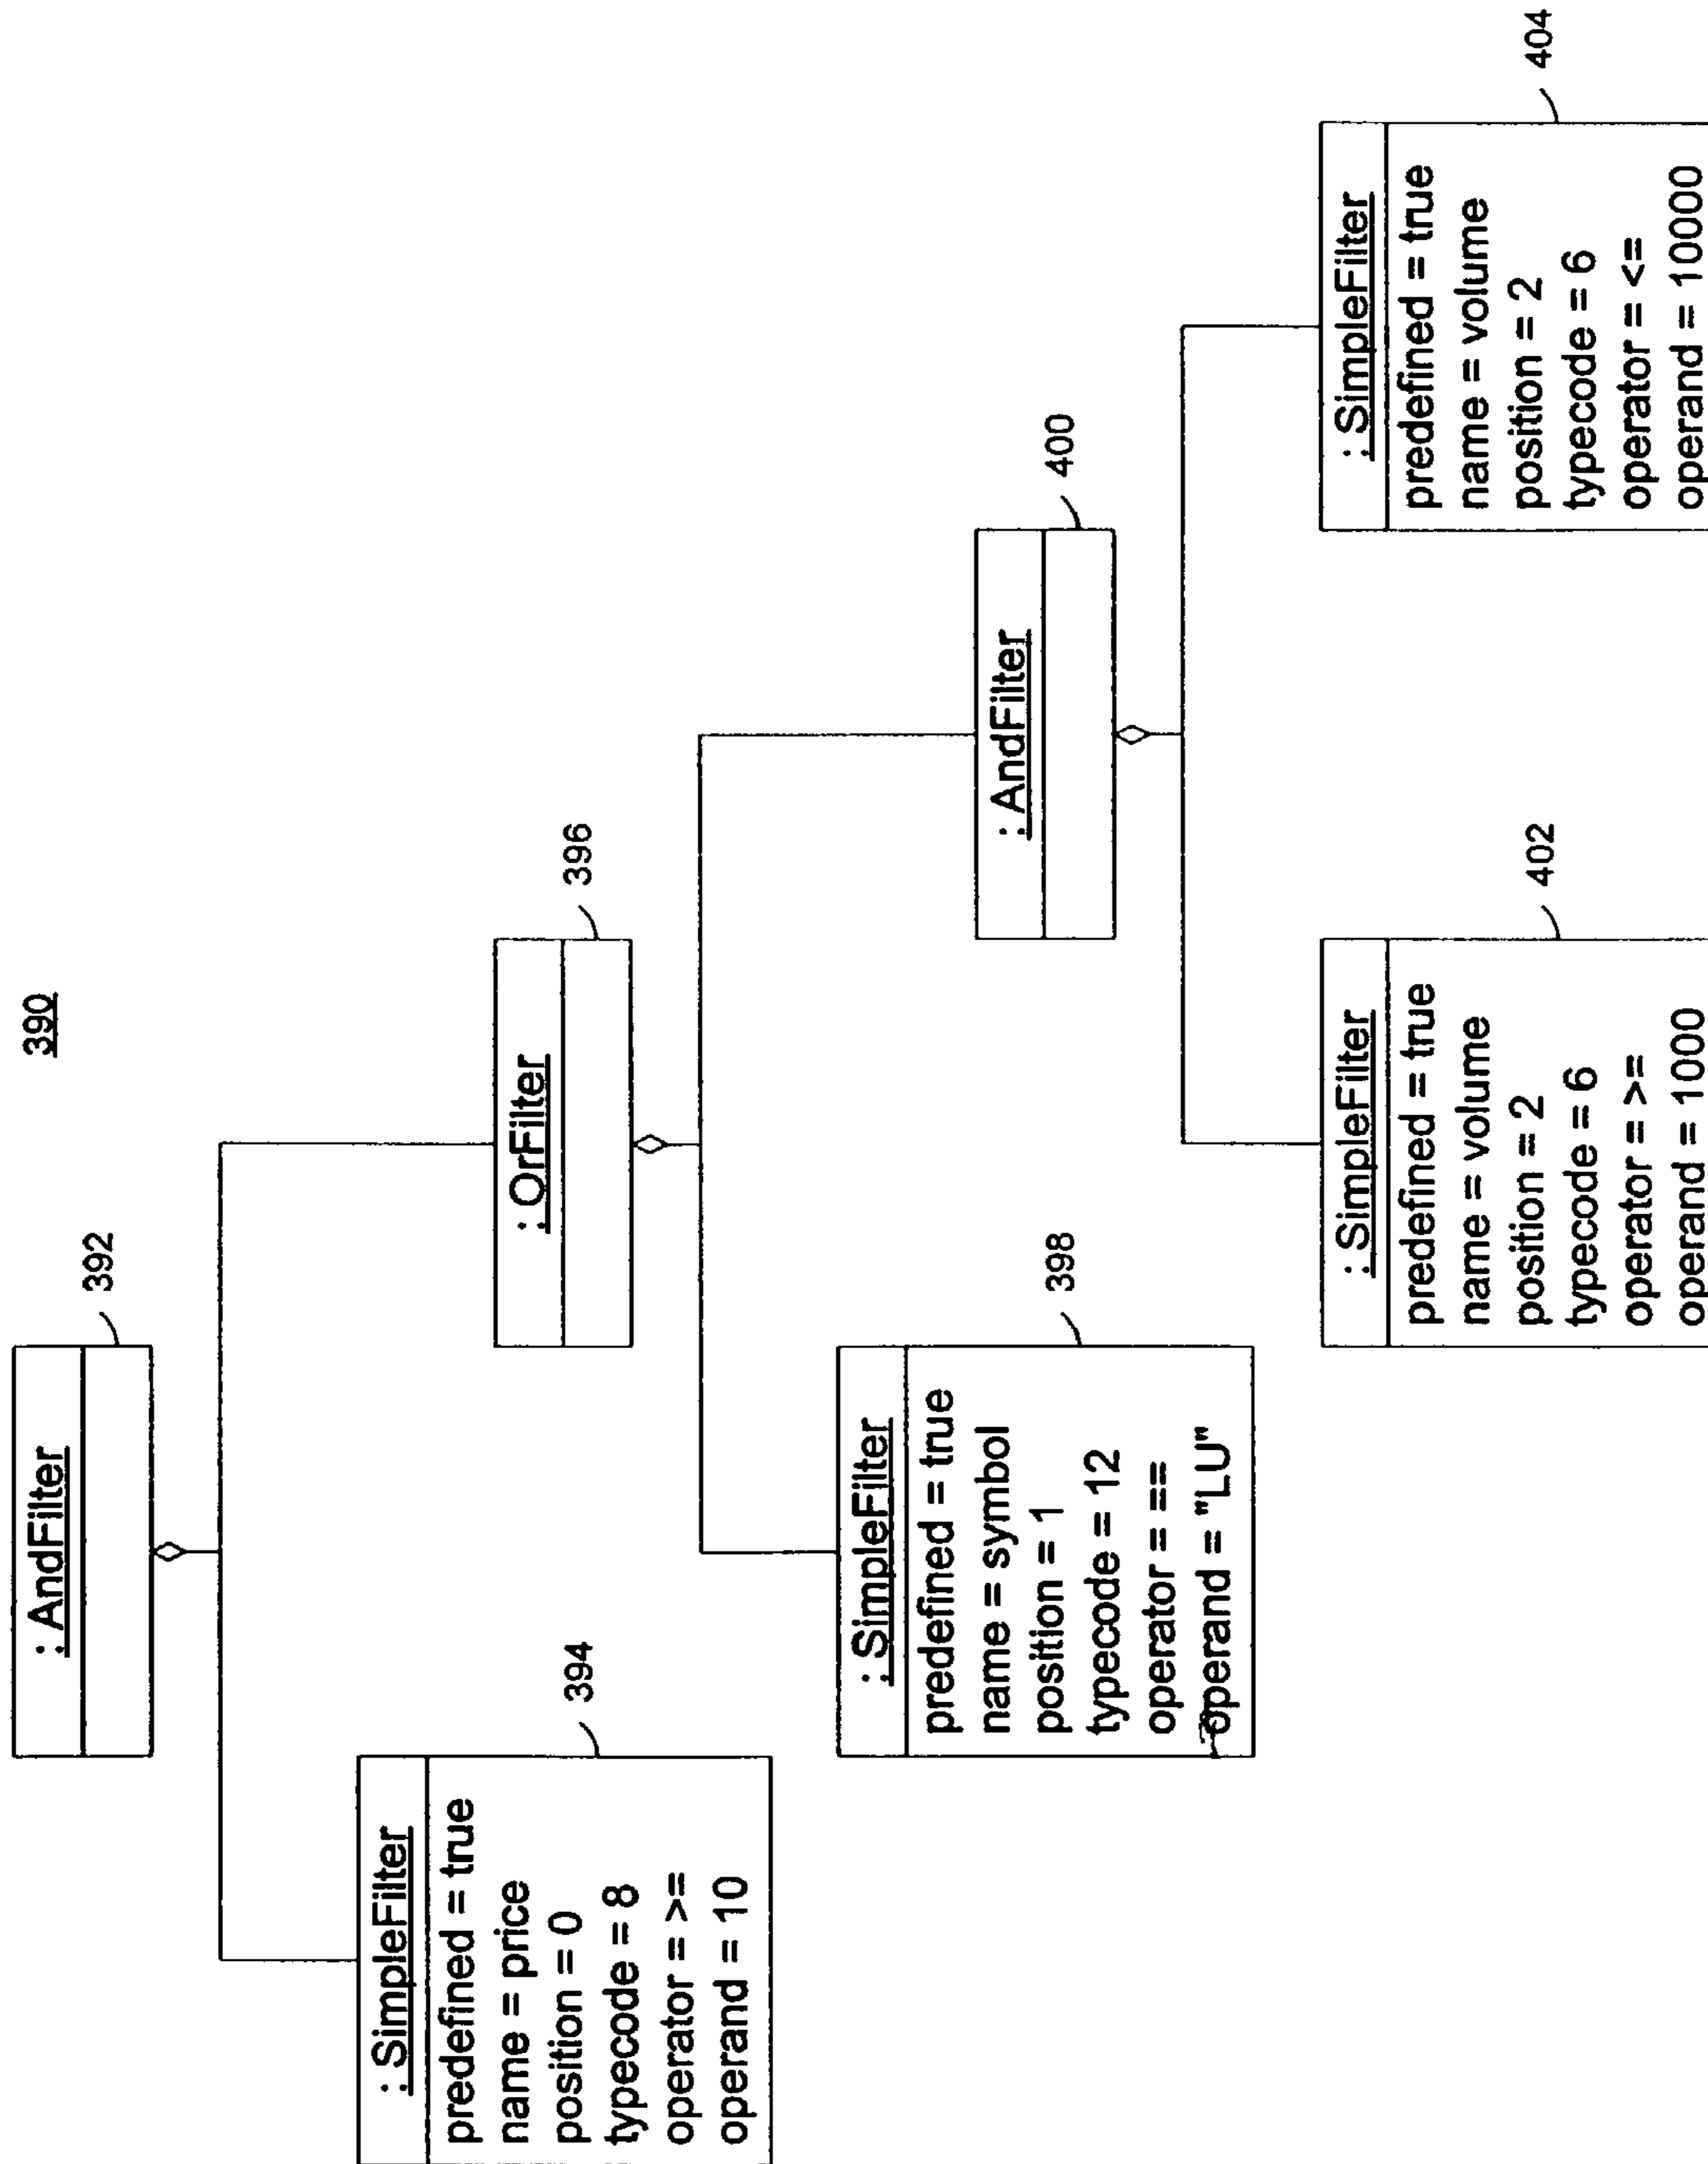 390
: AndFilter
392
: SimpleFilter
predefined = true
name = price
position = 0
typecode = 8
operator = >=
operand = 10
394
: OrFilter
396
: SimpleFilter
predefined = true
name = symbol
position = 1
typecode = 12
operator = ==
operand = "LU"
398
: AndFilter
400
: SimpleFilter
predefined = true
name = volume
position = 2
typecode = 6
operator = >=
operand = 1000
402
: SimpleFilter
predefined = true
name = volume
position = 2
typecode = 6
operator = <=
operand = 10000
404